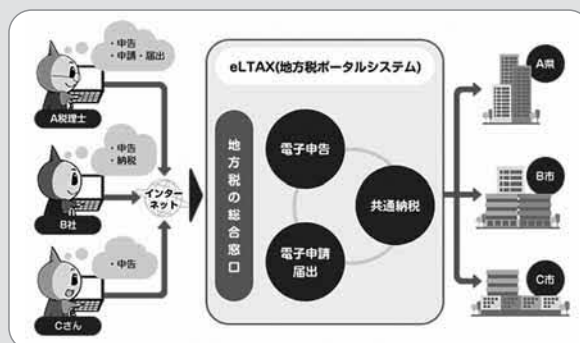 ・申告
・申請・届出
A税理士
・申告
・納税
B社
・申告
Cさん
インター
ネット
eLTAX(地方税ポータルシステム)
地方税の総合窓口
電子申告
共通納税
電子申請
届出
A県
B市
C市